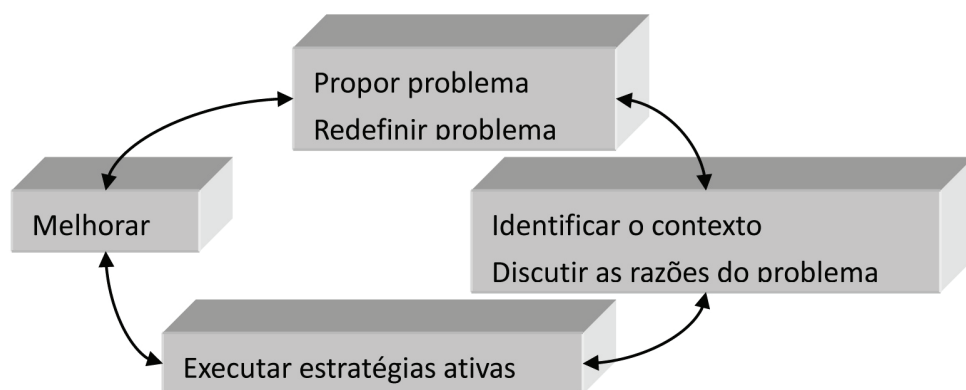 Propor problema
Redefinir problema
Melhorar
Identificar o contexto
Discutir as razões do problema
Executar estratégias ativas